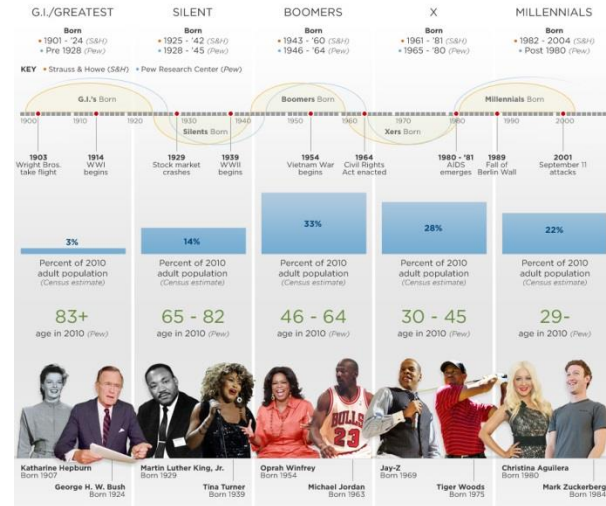 G.I./GREATEST
SILENT
BOOMERS
X
MILLENNIALS
Born
• 1901 - '24 (S&H)
• Pre 1928 (Pew)
Born
• 1925 - '42 (S&H)
• 1928 - '45 (Pew)
Born
• 1943 - '60 (S&H)
• 1946 - '64 (Pew)
Born
• 1961 - '81 (S&H)
• 1965 - '80 (Pew)
Born
• 1982 - 2004 (S&H)
• Post 1980 (Pew)
KEY • Strauss & Howe (S&H) • Pew Research Center (Pew)
G.I.'s Born
Boomers Born
Millennials Born
1900 1910 1920 1930 1940 1950 1960 1970 1980 1990 2000
Silents Born
Xers Born
1903
Wright Bros.
take flight
1914
WWI
begins
1929
Stock market
crashes
1939
WWII
begins
1954
Vietnam War
begins
1964
Civil Rights
Act enacted
1980 - '81
AIDS
emerges
1989
Fall of
Berlin Wall
2001
September 11
attacks
3%
14%
33%
28%
22%
Percent of 2010
adult population
(Census estimate)
Percent of 2010
adult population
(Census estimate)
Percent of 2010
adult population
(Census estimate)
Percent of 2010
adult population
(Census estimate)
Percent of 2010
adult population
(Census estimate)
83+
age in 2010 (Pew)
65 - 82
age in 2010 (Pew)
46 - 64
age in 2010 (Pew)
30 - 45
age in 2010 (Pew)
29-
age in 2010 (Pew)
BULLS
23
Katharine Hepburn
Born 1907
George H. W. Bush
Born 1924
Martin Luther King, Jr.
Born 1929
Tina Turner
Born 1939
Oprah Winfrey
Born 1954
Michael Jordan
Born 1963
Jay-Z
Born 1969
Tiger Woods
Born 1975
Christina Aguilera
Born 1980
Mark Zuckerberg
Born 1984